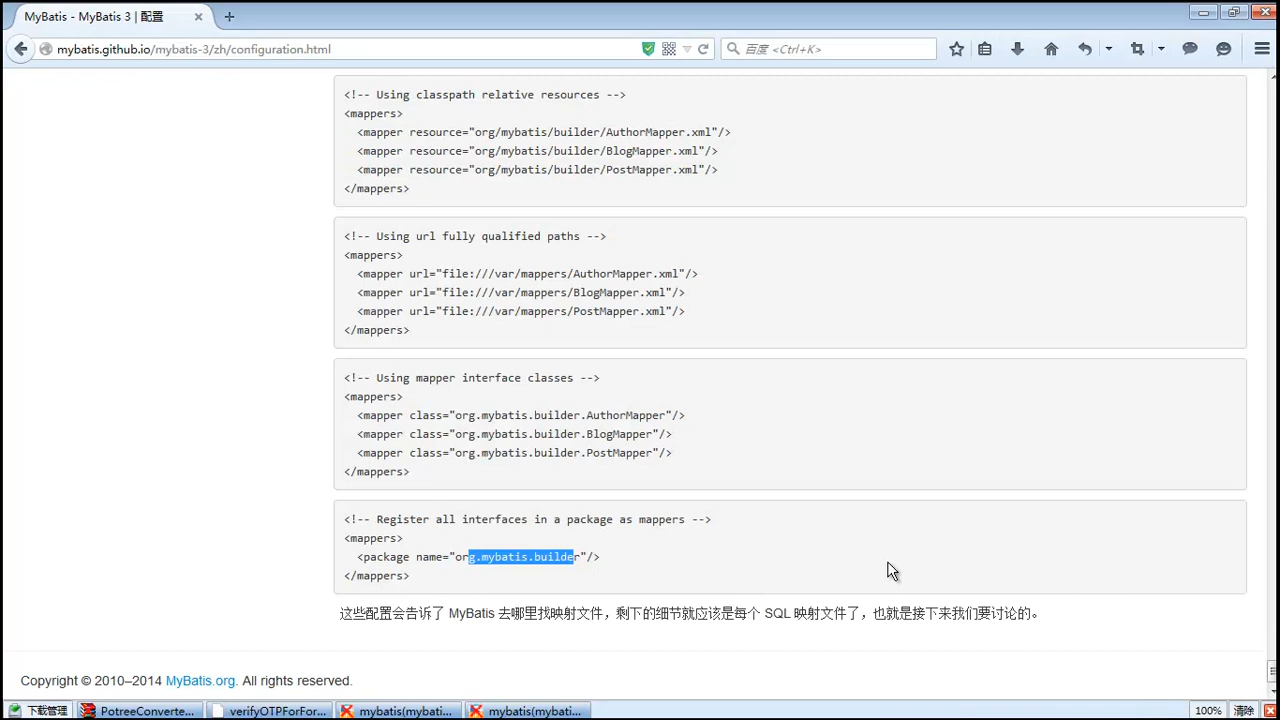 MyBatis - MyBatis 3 | 配置
mybatis.github.io/mybatis-3/zh/configuration.html
百度 <Ctrl+K>
<!-- Using classpath relative resources -->
<mappers>
<mapper resource="org/mybatis/builder/AuthorMapper.xml"/>
<mapper resource="org/mybatis/builder/BlogMapper.xml"/>
<mapper resource="org/mybatis/builder/PostMapper.xml"/>
</mappers>
<!-- Using url fully qualified paths -->
<mappers>
<mapper url="file:///var/mappers/AuthorMapper.xml"/>
<mapper url="file:///var/mappers/BlogMapper.xml"/>
<mapper url="file:///var/mappers/PostMapper.xml"/>
</mappers>
<!-- Using mapper interface classes -->
<mappers>
<mapper class="org.mybatis.builder.AuthorMapper"/>
<mapper class="org.mybatis.builder.BlogMapper"/>
<mapper class="org.mybatis.builder.PostMapper"/>
</mappers>
<!-- Register all interfaces in a package as mappers -->
<mappers>
<package name="org.mybatis.builder"/>
</mappers>
这些配置会告诉了 MyBatis 去哪里找映射文件，剩下的细节就应该是每个 SQL 映射文件了，也就是接下来我们要讨论的。
Copyright © 2010–2014 MyBatis.org. All rights reserved.
下载管理 PotreeConverte... verifyOTPForFor... mybatis(mybati... mybatis(mybati... 100% 清除